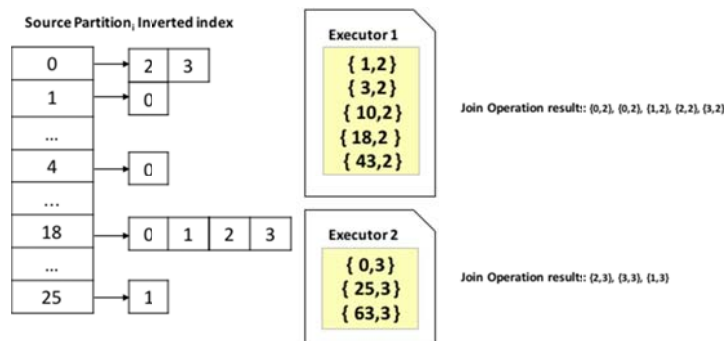 Source Partitioni Inverted index
0
2 3
1
0
...
4
0
...
18
0 1 2 3
...
25
1
Executor 1
{ 1,2}
{ 3,2}
{ 10,2}
{ 18,2 }
{ 43,2}
Join Operation result:: {0,2}, {0,2}, {1,2}, {2,2}, {3,2}
Executor 2
{ 0,3}
{ 25,3}
{ 63,3}
Join Operation result:: {2,3}, {3,3}, {1,3}